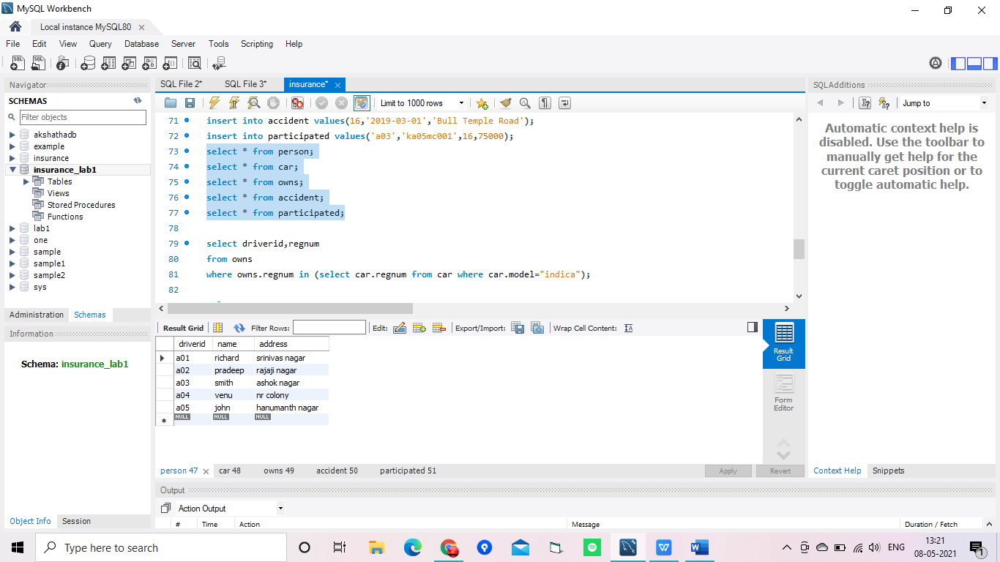 MySQL Workbench
Local instance MySQL80
File Edit View Query Database Server Tools Scripting Help
Navigator
SCHEMAS
Filter objects
akshathadb
example
insurance
insurance_lab1
Tables
Views
Stored Procedures
Functions
lab1
one
sample
sample1
sample2
sys
Administration Schemas
Information
Schema: insurance_lab1
Object Info Session
SQL File 2* SQL File 3* insurance*
Limit to 1000 rows
71 insert into accident values(16,'2019-03-01','Bull Temple Road');
72 insert into participated values('a03','ka05mc001',16,75000);
73 select * from person;
74 select * from car;
75 select * from owns;
76 select * from accident;
77 select * from participated;
78
79 select driverid,regnum
80 from owns
81 where owns.regnum in (select car.regnum from car where car.model="indica");
82
Result Grid Filter Rows: Edit: Export/Import: Wrap Cell Content:
driverid name address
a01 richard srinivas nagar
a02 pradeep rajaji nagar
a03 smith ashok nagar
a04 venu nr colony
a05 john hanumanth nagar
NULL NULL NULL
Result Grid
Form Editor
person 47 car 48 owns 49 accident 50 participated 51
Apply Revert
Output
Action Output
# Time Action Message Duration / Fetch
SQLAdditions
Jump to
Automatic context help is
disabled. Use the toolbar to
manually get help for the
current caret position or to
toggle automatic help.
Context Help Snippets
Type here to search
ENG
13:21
08-05-2021
1